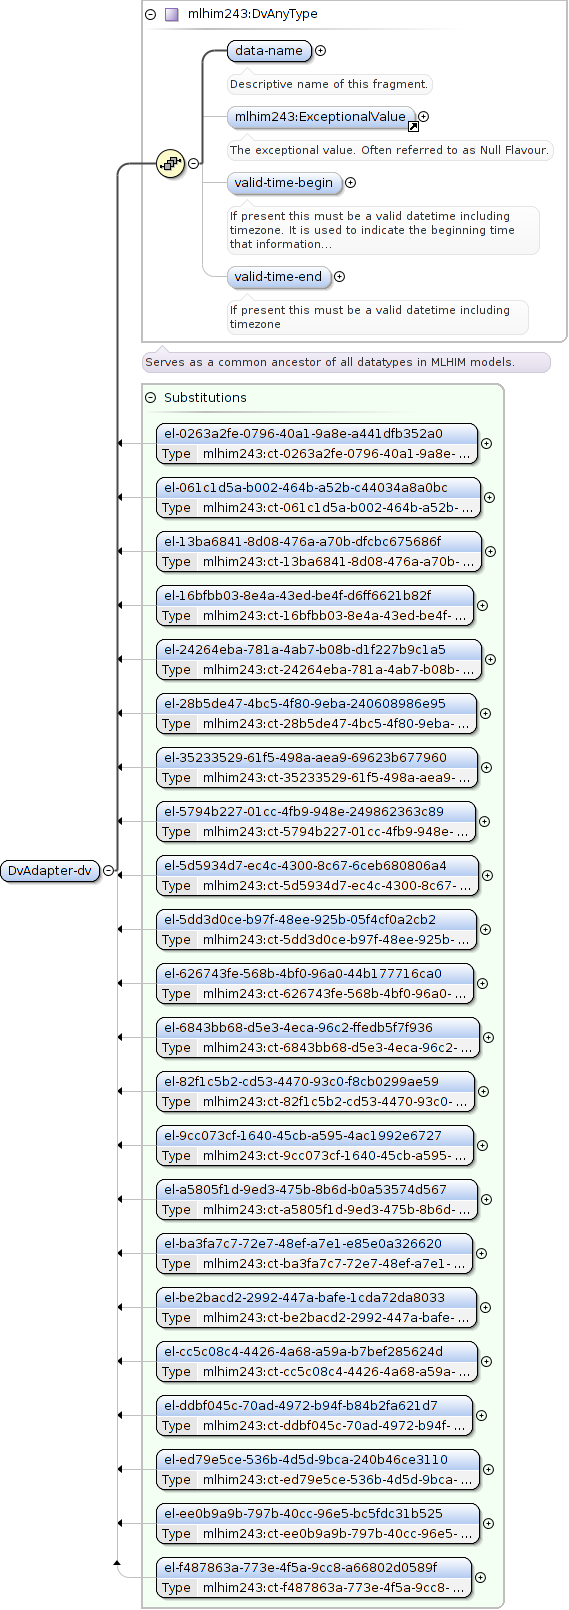 mlhim243:DvAnyType
data-name
Descriptive name of this fragment.
mlhim243:ExceptionalValue
The exceptional value. Often referred to as Null Flavour.
valid-time-begin
If present this must be a valid datetime including
timezone. It is used to indicate the beginning time
that information...
valid-time-end
If present this must be a valid datetime including
timezone
Serves as a common ancestor of all datatypes in MLHIM models.
Substitutions
el-0263a2fe-0796-40a1-9a8e-a441dfb352a0
Type mlhim243:ct-0263a2fe-0796-40a1-9a8e- ...
el-061c1d5a-b002-464b-a52b-c44034a8a0bc
Type mlhim243:ct-061c1d5a-b002-464b-a52b- ...
el-13ba6841-8d08-476a-a70b-dfcbc675686f
Type mlhim243:ct-13ba6841-8d08-476a-a70b- ...
el-16bfbb03-8e4a-43ed-be4f-d6ff6621b82f
Type mlhim243:ct-16bfbb03-8e4a-43ed-be4f- ...
el-24264eba-781a-4ab7-b08b-d1f227b9c1a5
Type mlhim243:ct-24264eba-781a-4ab7-b08b- ...
el-28b5de47-4bc5-4f80-9eba-240608986e95
Type mlhim243:ct-28b5de47-4bc5-4f80-9eba- ...
el-35233529-61f5-498a-aea9-69623b677960
Type mlhim243:ct-35233529-61f5-498a-aea9- ...
el-5794b227-01cc-4fb9-948e-249862363c89
Type mlhim243:ct-5794b227-01cc-4fb9-948e- ...
DvAdapter-dv
el-5d5934d7-ec4c-4300-8c67-6ceb680806a4
Type mlhim243:ct-5d5934d7-ec4c-4300-8c67- ...
el-5dd3d0ce-b97f-48ee-925b-05f4cf0a2cb2
Type mlhim243:ct-5dd3d0ce-b97f-48ee-925b- ...
el-626743fe-568b-4bf0-96a0-44b177716ca0
Type mlhim243:ct-626743fe-568b-4bf0-96a0- ...
el-6843bb68-d5e3-4eca-96c2-ffedb5f7f936
Type mlhim243:ct-6843bb68-d5e3-4eca-96c2- ...
el-82f1c5b2-cd53-4470-93c0-f8cb0299ae59
Type mlhim243:ct-82f1c5b2-cd53-4470-93c0- ...
el-9cc073cf-1640-45cb-a595-4ac1992e6727
Type mlhim243:ct-9cc073cf-1640-45cb-a595- ...
el-a5805f1d-9ed3-475b-8b6d-b0a53574d567
Type mlhim243:ct-a5805f1d-9ed3-475b-8b6d- ...
el-ba3fa7c7-72e7-48ef-a7e1-e85e0a326620
Type mlhim243:ct-ba3fa7c7-72e7-48ef-a7e1- ...
el-be2bacd2-2992-447a-bafe-1cda72da8033
Type mlhim243:ct-be2bacd2-2992-447a-bafe- ...
el-cc5c08c4-4426-4a68-a59a-b7bef285624d
Type mlhim243:ct-cc5c08c4-4426-4a68-a59a- ...
el-ddbf045c-70ad-4972-b94f-b84b2fa621d7
Type mlhim243:ct-ddbf045c-70ad-4972-b94f- ...
el-ed79e5ce-536b-4d5d-9bca-240b46ce3110
Type mlhim243:ct-ed79e5ce-536b-4d5d-9bca- ...
el-ee0b9a9b-797b-40cc-96e5-bc5fdc31b525
Type mlhim243:ct-ee0b9a9b-797b-40cc-96e5- ...
el-f487863a-773e-4f5a-9cc8-a66802d0589f
Type mlhim243:ct-f487863a-773e-4f5a-9cc8- ...